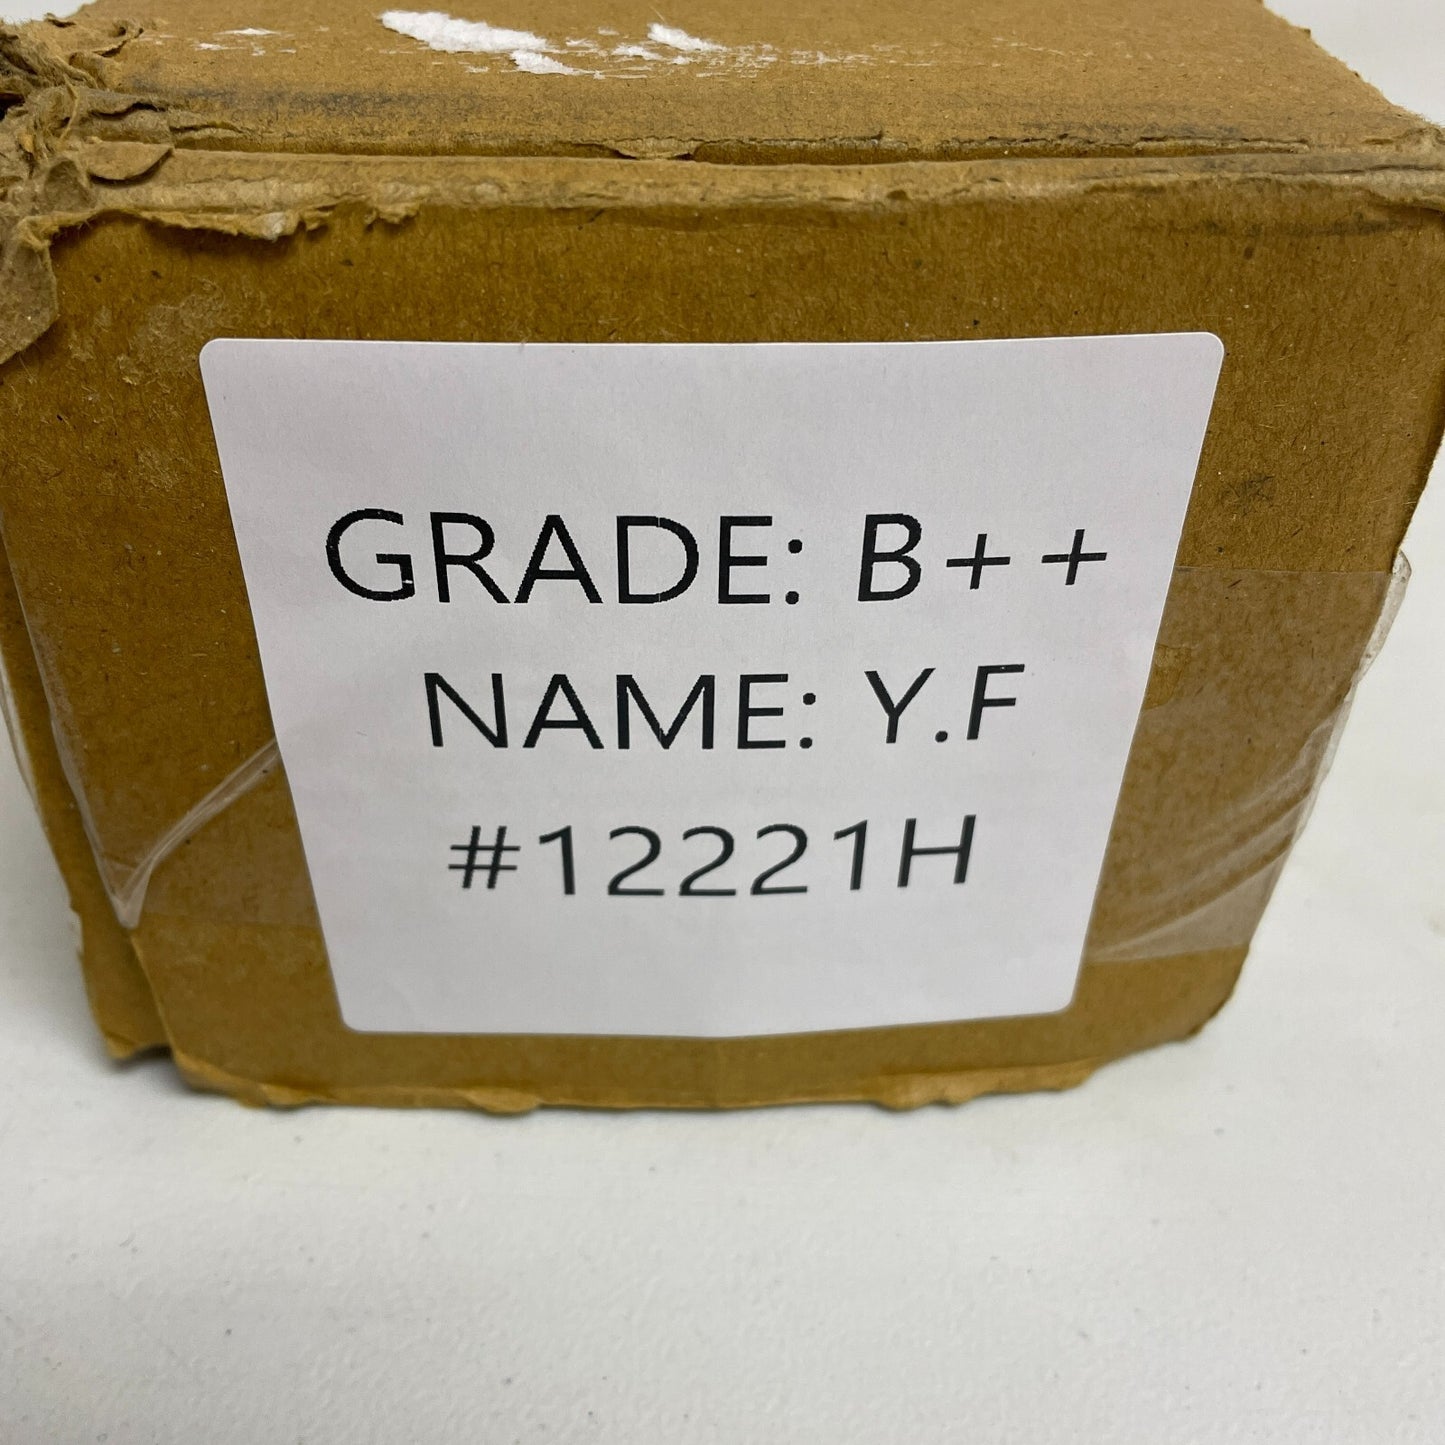 GRADE: B++
NAME: Y.F
#12221H